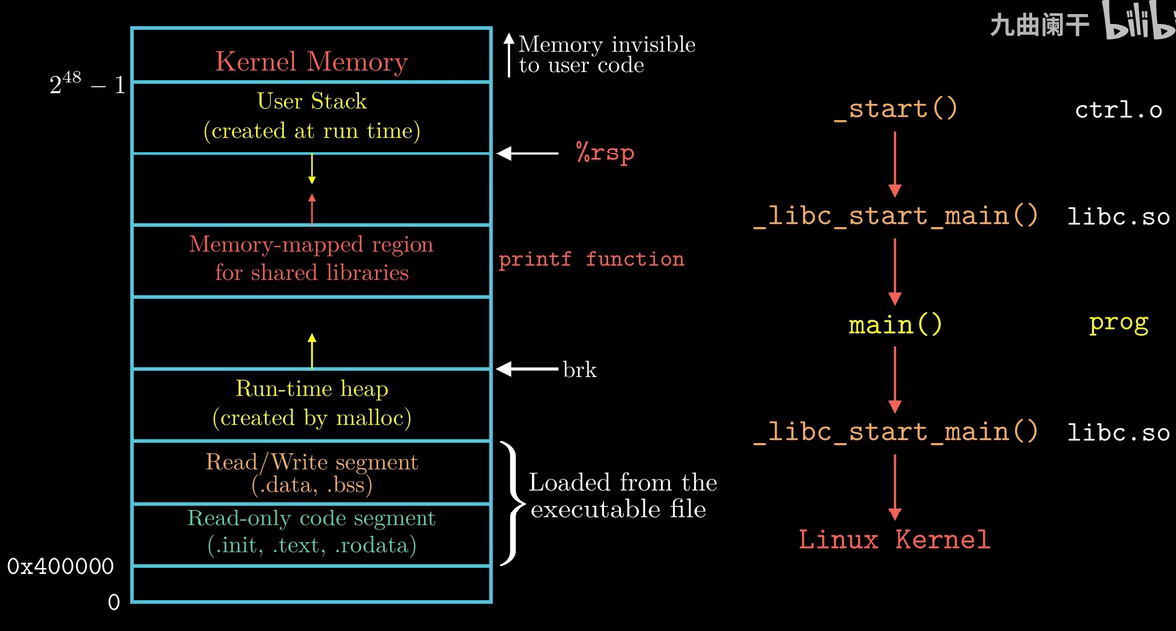 九曲阑干 bilibi
Kernel Memory
Memory invisible
to user code
2^48 − 1
User Stack
(created at run time)
%rsp
Memory-mapped region
for shared libraries
printf function
brk
Run-time heap
(created by malloc)
Read/Write segment
(.data, .bss)
Loaded from the
executable file
Read-only code segment
(.init, .text, .rodata)
0x400000
0
_start() ctrl.o
_libc_start_main() libc.so
main() prog
_libc_start_main() libc.so
Linux Kernel